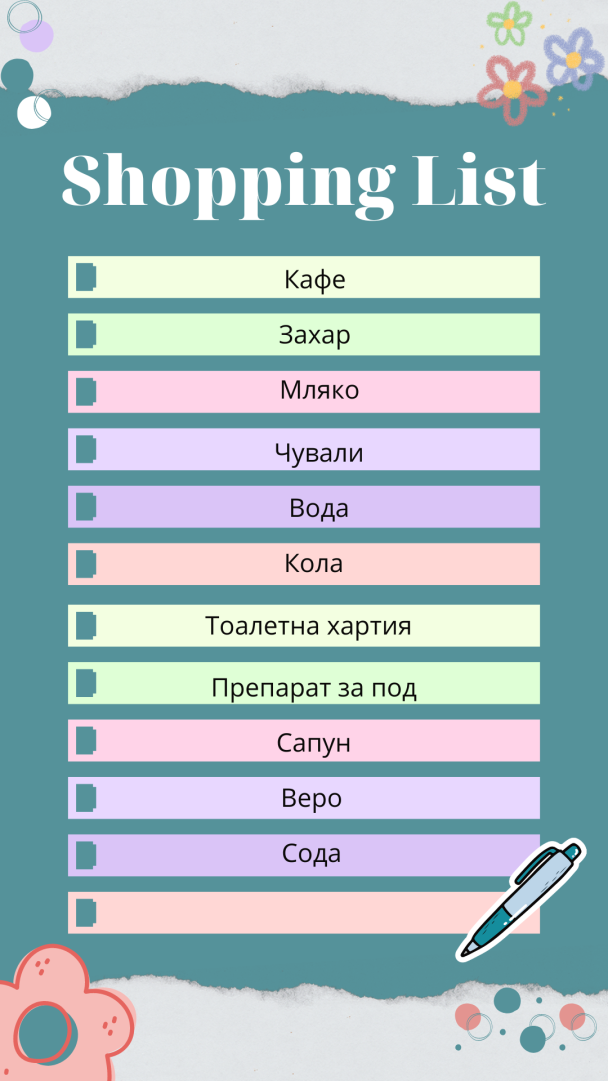 Shopping List
Кафе
Захар
Мляко
Чували
Вода
Кола
Тоалетна хартия
Препарат за под
Сапун
Веро
Сода